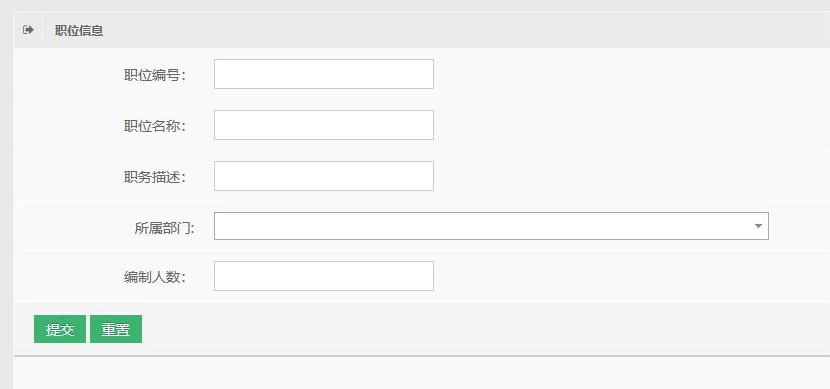 职位信息
职位编号：
职位名称：
职务描述：
所属部门:
编制人数：
提交 重置